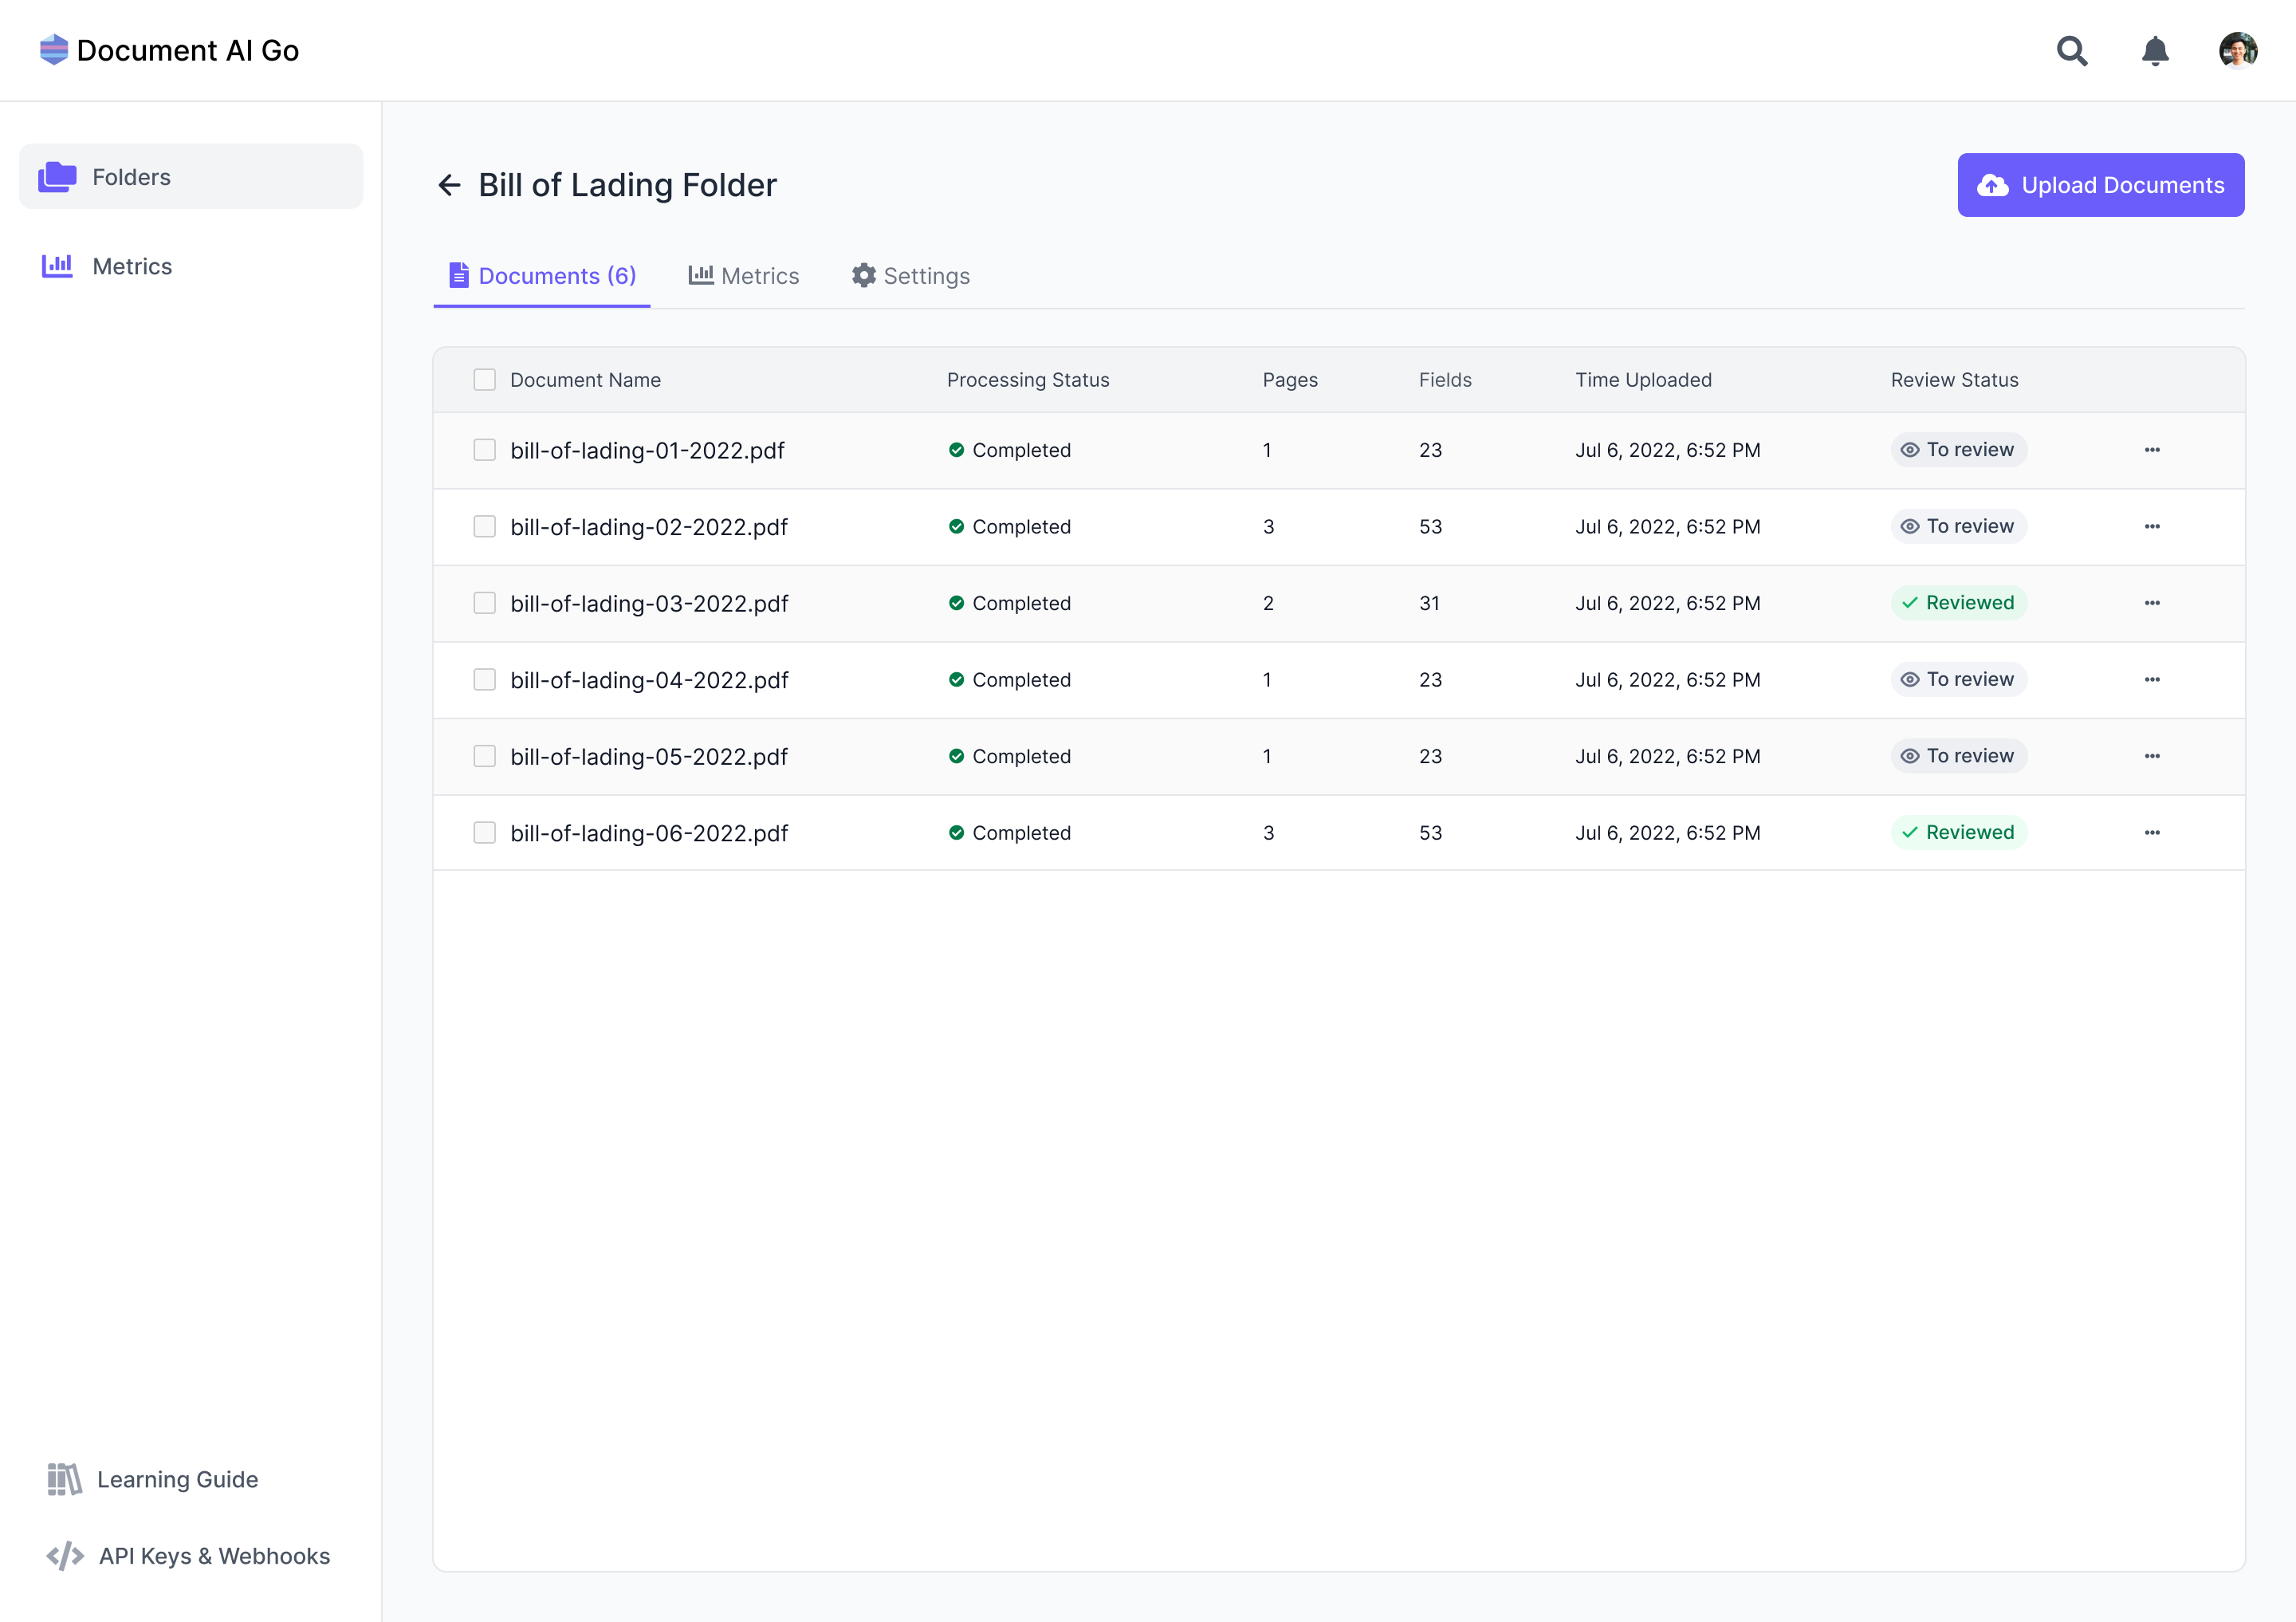 Document AI Go
Folders
Metrics
Bill of Lading Folder
Upload Documents
Documents (6) Metrics Settings
Document Name Processing Status Pages Fields Time Uploaded Review Status
bill-of-lading-01-2022.pdf Completed 1 23 Jul 6, 2022, 6:52 PM To review
bill-of-lading-02-2022.pdf Completed 3 53 Jul 6, 2022, 6:52 PM To review
bill-of-lading-03-2022.pdf Completed 2 31 Jul 6, 2022, 6:52 PM Reviewed
bill-of-lading-04-2022.pdf Completed 1 23 Jul 6, 2022, 6:52 PM To review
bill-of-lading-05-2022.pdf Completed 1 23 Jul 6, 2022, 6:52 PM To review
bill-of-lading-06-2022.pdf Completed 3 53 Jul 6, 2022, 6:52 PM Reviewed
Learning Guide
API Keys & Webhooks